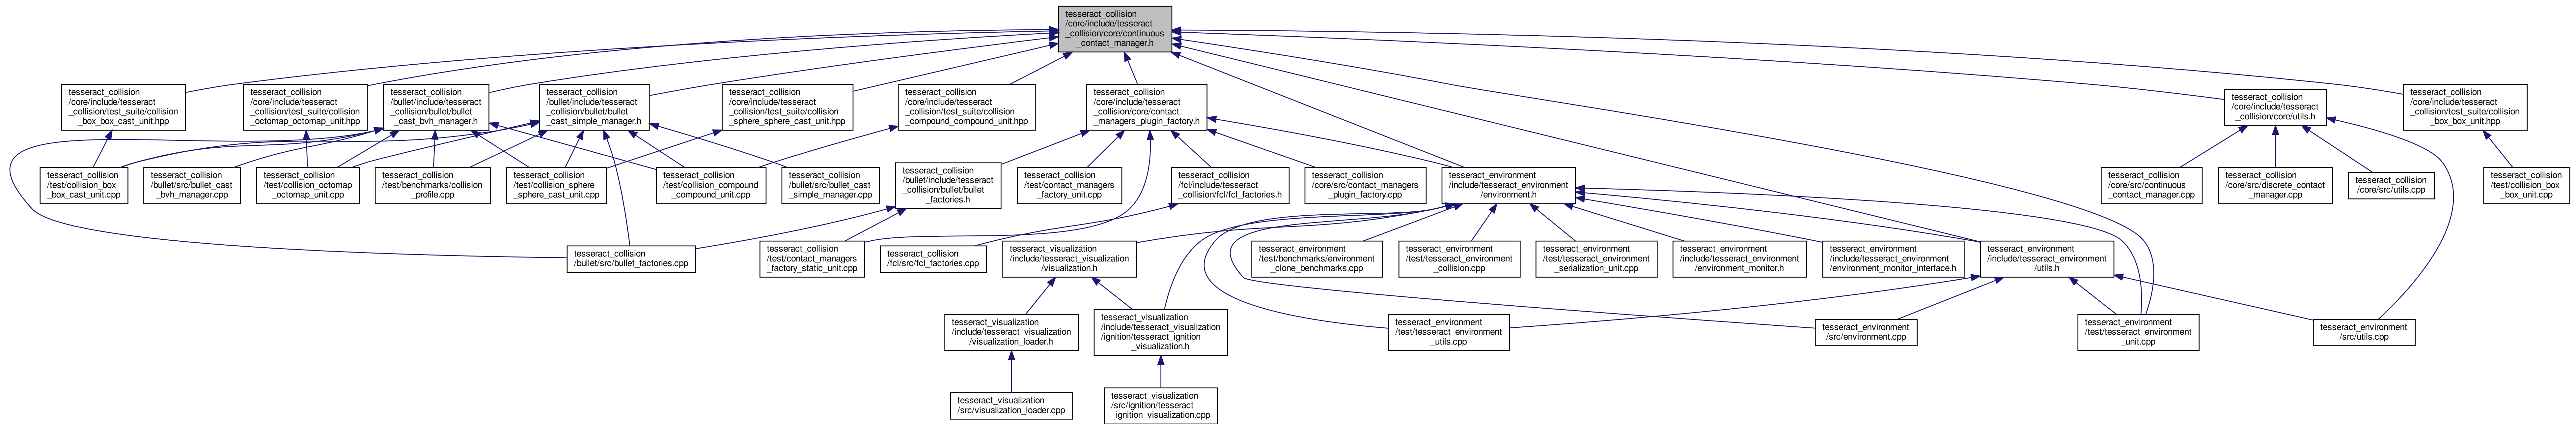 tesseract_collision
/core/include/tesseract
_collision/core/continuous
_contact_manager.h
tesseract_collision
/core/include/tesseract
_collision/test_suite/collision
_box_box_cast_unit.hpp
tesseract_collision
/core/include/tesseract
_collision/test_suite/collision
_octomap_octomap_unit.hpp
tesseract_collision
/bullet/include/tesseract
_collision/bullet/bullet
_cast_bvh_manager.h
tesseract_collision
/bullet/include/tesseract
_collision/bullet/bullet
_cast_simple_manager.h
tesseract_collision
/core/include/tesseract
_collision/test_suite/collision
_sphere_sphere_cast_unit.hpp
tesseract_collision
/core/include/tesseract
_collision/test_suite/collision
_compound_compound_unit.hpp
tesseract_collision
/core/include/tesseract
_collision/core/contact
_managers_plugin_factory.h
tesseract_collision
/core/include/tesseract
_collision/core/utils.h
tesseract_collision
/core/include/tesseract
_collision/test_suite/collision
_box_box_unit.hpp
tesseract_collision
/test/collision_box
_box_cast_unit.cpp
tesseract_collision
/bullet/src/bullet_cast
_bvh_manager.cpp
tesseract_collision
/test/collision_octomap
_octomap_unit.cpp
tesseract_collision
/test/benchmarks/collision
_profile.cpp
tesseract_collision
/test/collision_sphere
_sphere_cast_unit.cpp
tesseract_collision
/test/collision_compound
_compound_unit.cpp
tesseract_collision
/bullet/src/bullet_cast
_simple_manager.cpp
tesseract_collision
/bullet/include/tesseract
_collision/bullet/bullet
_factories.h
tesseract_collision
/test/contact_managers
_factory_unit.cpp
tesseract_collision
/fcl/include/tesseract
_collision/fcl/fcl_factories.h
tesseract_collision
/core/src/contact_managers
_plugin_factory.cpp
tesseract_environment
/include/tesseract_environment
/environment.h
tesseract_collision
/core/src/continuous
_contact_manager.cpp
tesseract_collision
/core/src/discrete_contact
_manager.cpp
tesseract_collision
/core/src/utils.cpp
tesseract_collision
/test/collision_box
_box_unit.cpp
tesseract_collision
/bullet/src/bullet_factories.cpp
tesseract_collision
/test/contact_managers
_factory_static_unit.cpp
tesseract_collision
/fcl/src/fcl_factories.cpp
tesseract_visualization
/include/tesseract_visualization
/visualization.h
tesseract_environment
/test/benchmarks/environment
_clone_benchmarks.cpp
tesseract_environment
/test/tesseract_environment
_collision.cpp
tesseract_environment
/test/tesseract_environment
_serialization_unit.cpp
tesseract_environment
/include/tesseract_environment
/environment_monitor.h
tesseract_environment
/include/tesseract_environment
/environment_monitor_interface.h
tesseract_environment
/include/tesseract_environment
/utils.h
tesseract_visualization
/include/tesseract_visualization
/visualization_loader.h
tesseract_visualization
/include/tesseract_visualization
/ignition/tesseract_ignition
_visualization.h
tesseract_environment
/test/tesseract_environment
_utils.cpp
tesseract_environment
/src/environment.cpp
tesseract_environment
/test/tesseract_environment
_unit.cpp
tesseract_environment
/src/utils.cpp
tesseract_visualization
/src/visualization_loader.cpp
tesseract_visualization
/src/ignition/tesseract
_ignition_visualization.cpp